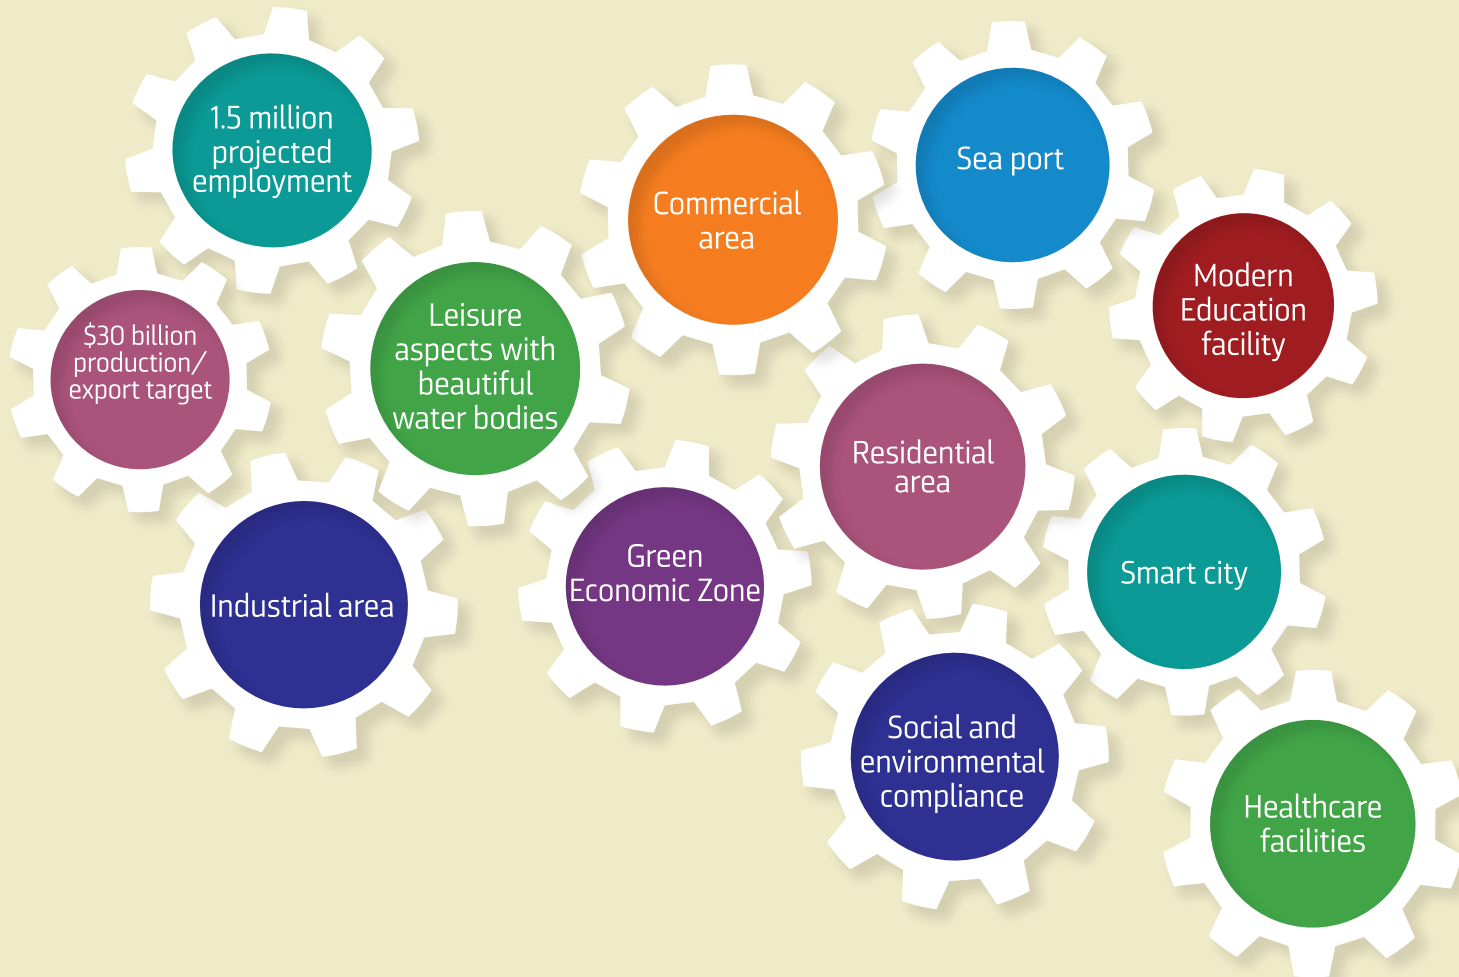 1.5 million
projected
employment
Commercial
area
Sea port
Modern
Education
facility
$30 billion
production/
export target
Leisure
aspects with
beautiful
water bodies
Residential
area
Industrial area
Green
Economic Zone
Smart city
Social and
environmental
compliance
Healthcare
facilities